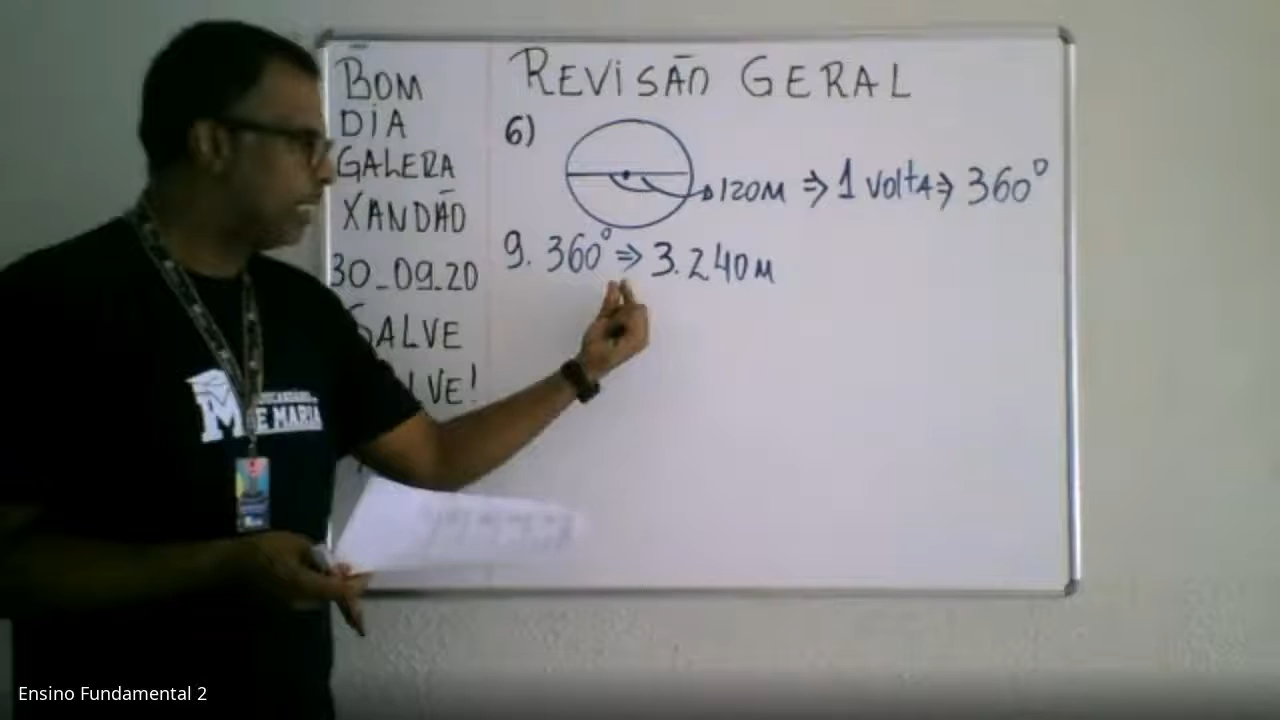 BOM
DIA
GALERA
XANDÃO
30_09_20
SALVE
REVISÃO GERAL
6)
120M ⇒ 1 VOLTA ⇒ 360°
9. 360° ⇒ 3.240M
M
DE MARIA
Ensino Fundamental 2